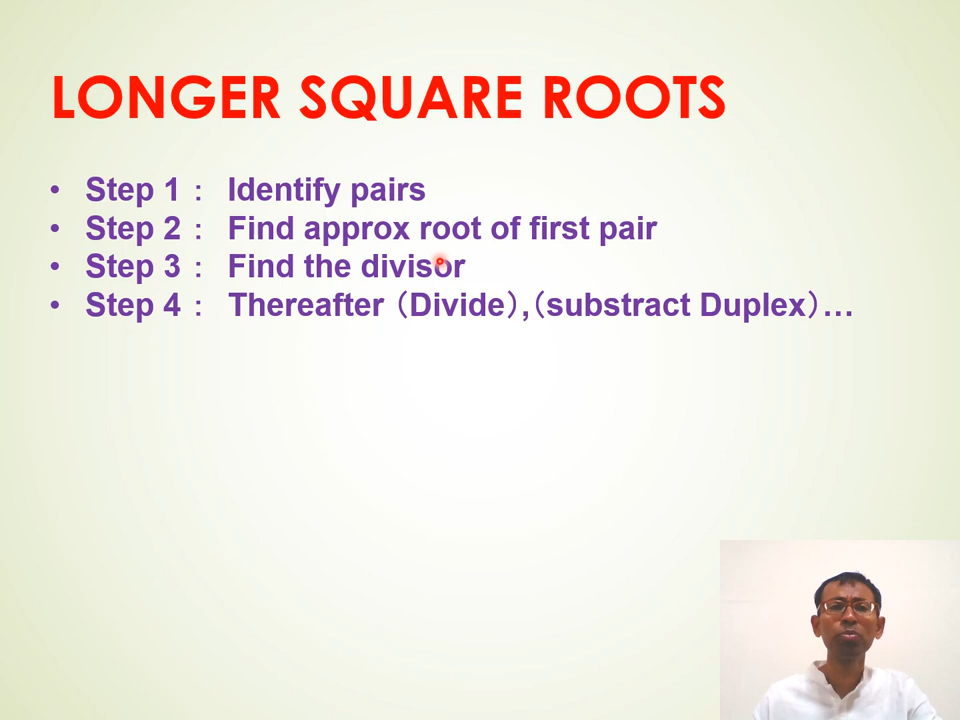 LONGER SQUARE ROOTS
• Step 1 : Identify pairs
• Step 2 : Find approx root of first pair
• Step 3 : Find the divisor
• Step 4 : Thereafter (Divide),(substract Duplex)…